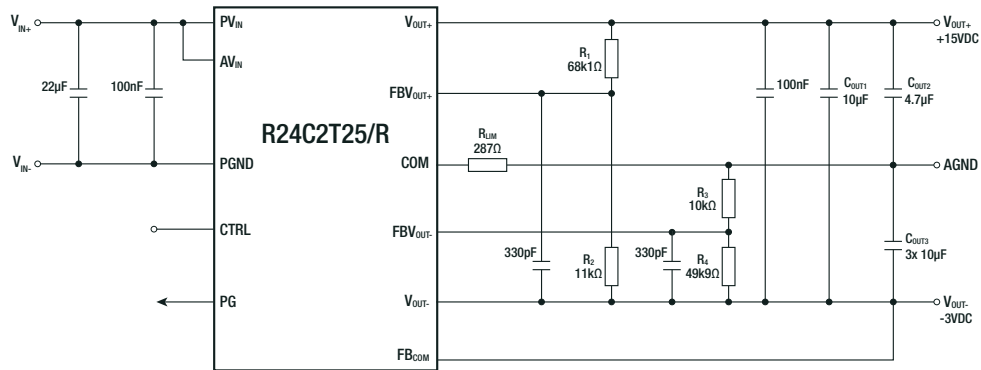 VIN+
PVIN
VOUT+
VOUT+
+15VDC
R1
68k1Ω
AVIN
22µF
100nF
FBVOUT+
100nF
COUT1
10µF
COUT2
4.7µF
R24C2T25/R
RLIM
287Ω
VIN-
PGND
COM
AGND
R3
10kΩ
CTRL
FBVOUT-
330pF
R2
11kΩ
330pF
R4
49k9Ω
COUT3
3x 10µF
PG
VOUT-
VOUT-
-3VDC
FBCOM